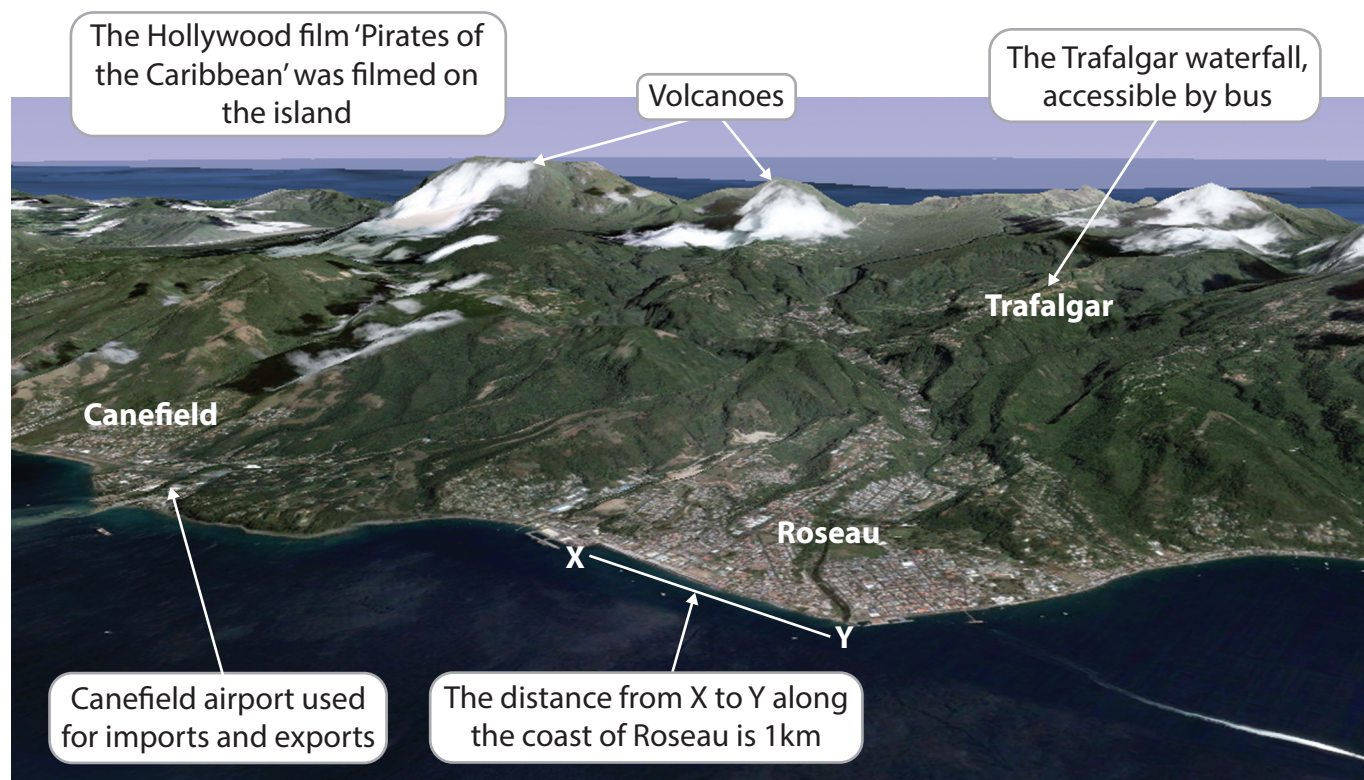 The Hollywood film ‘Pirates of
the Caribbean’ was filmed on
the island
Volcanoes
The Trafalgar waterfall,
accessible by bus
Trafalgar
Canefield
Roseau
X
Y
Canefield airport used
for imports and exports
The distance from X to Y along
the coast of Roseau is 1km